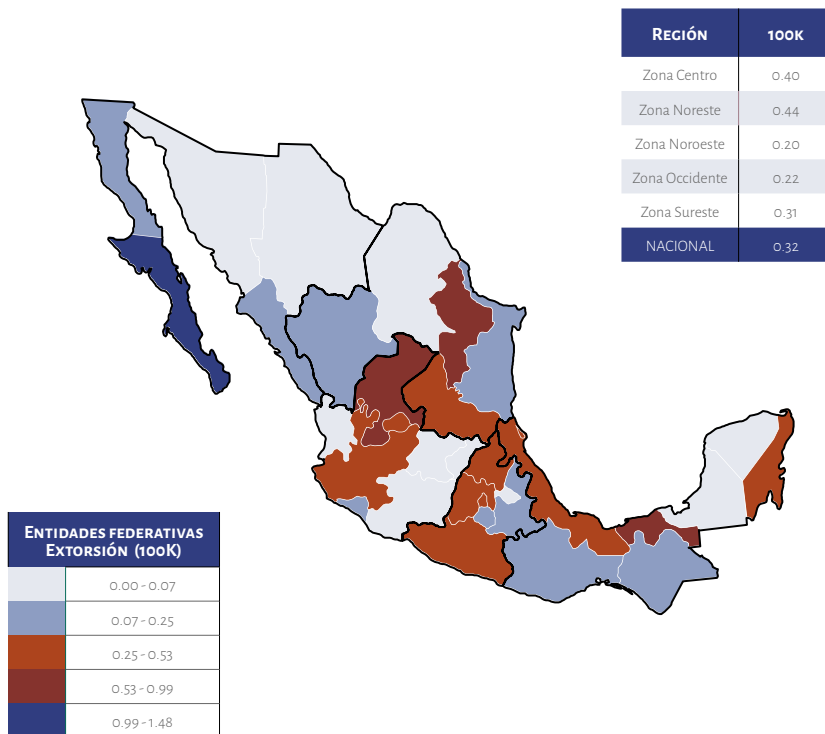 REGIÓN 100K
Zona Centro 0.40
Zona Noreste 0.44
Zona Noroeste 0.20
Zona Occidente 0.22
Zona Sureste 0.31
NACIONAL 0.32
ENTIDADES FEDERATIVAS
EXTORSIÓN (100K)
0.00 - 0.07
0.07 - 0.25
0.25 - 0.53
0.53 - 0.99
0.99 - 1.48